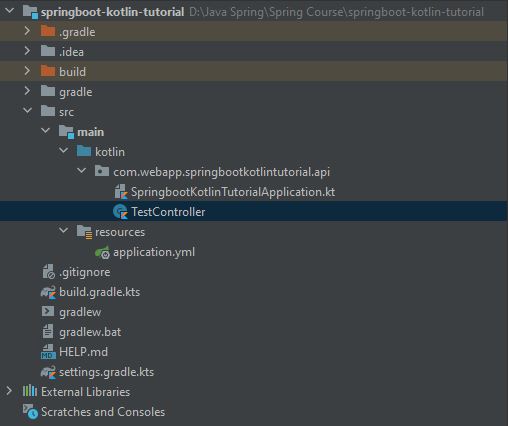 springboot-kotlin-tutorial D:\Java Spring\Spring Course\springboot-kotlin-tutorial
.gradle
.idea
build
gradle
src
main
kotlin
com.webapp.springbootkotlintutorial.api
SpringbootKotlinTutorialApplication.kt
TestController
resources
application.yml
.gitignore
build.gradle.kts
gradlew
gradlew.bat
HELP.md
settings.gradle.kts
External Libraries
Scratches and Consoles